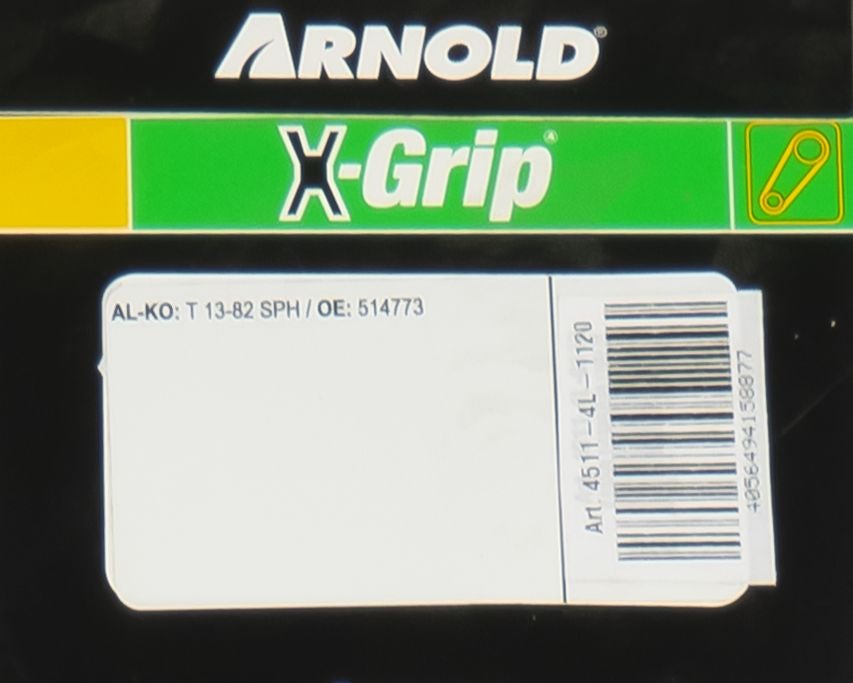 ARNOLD®
X-Grip®
AL-KO: T 13-82 SPH / OE: 514773
Art. 4511-4L-1120
4056494158877